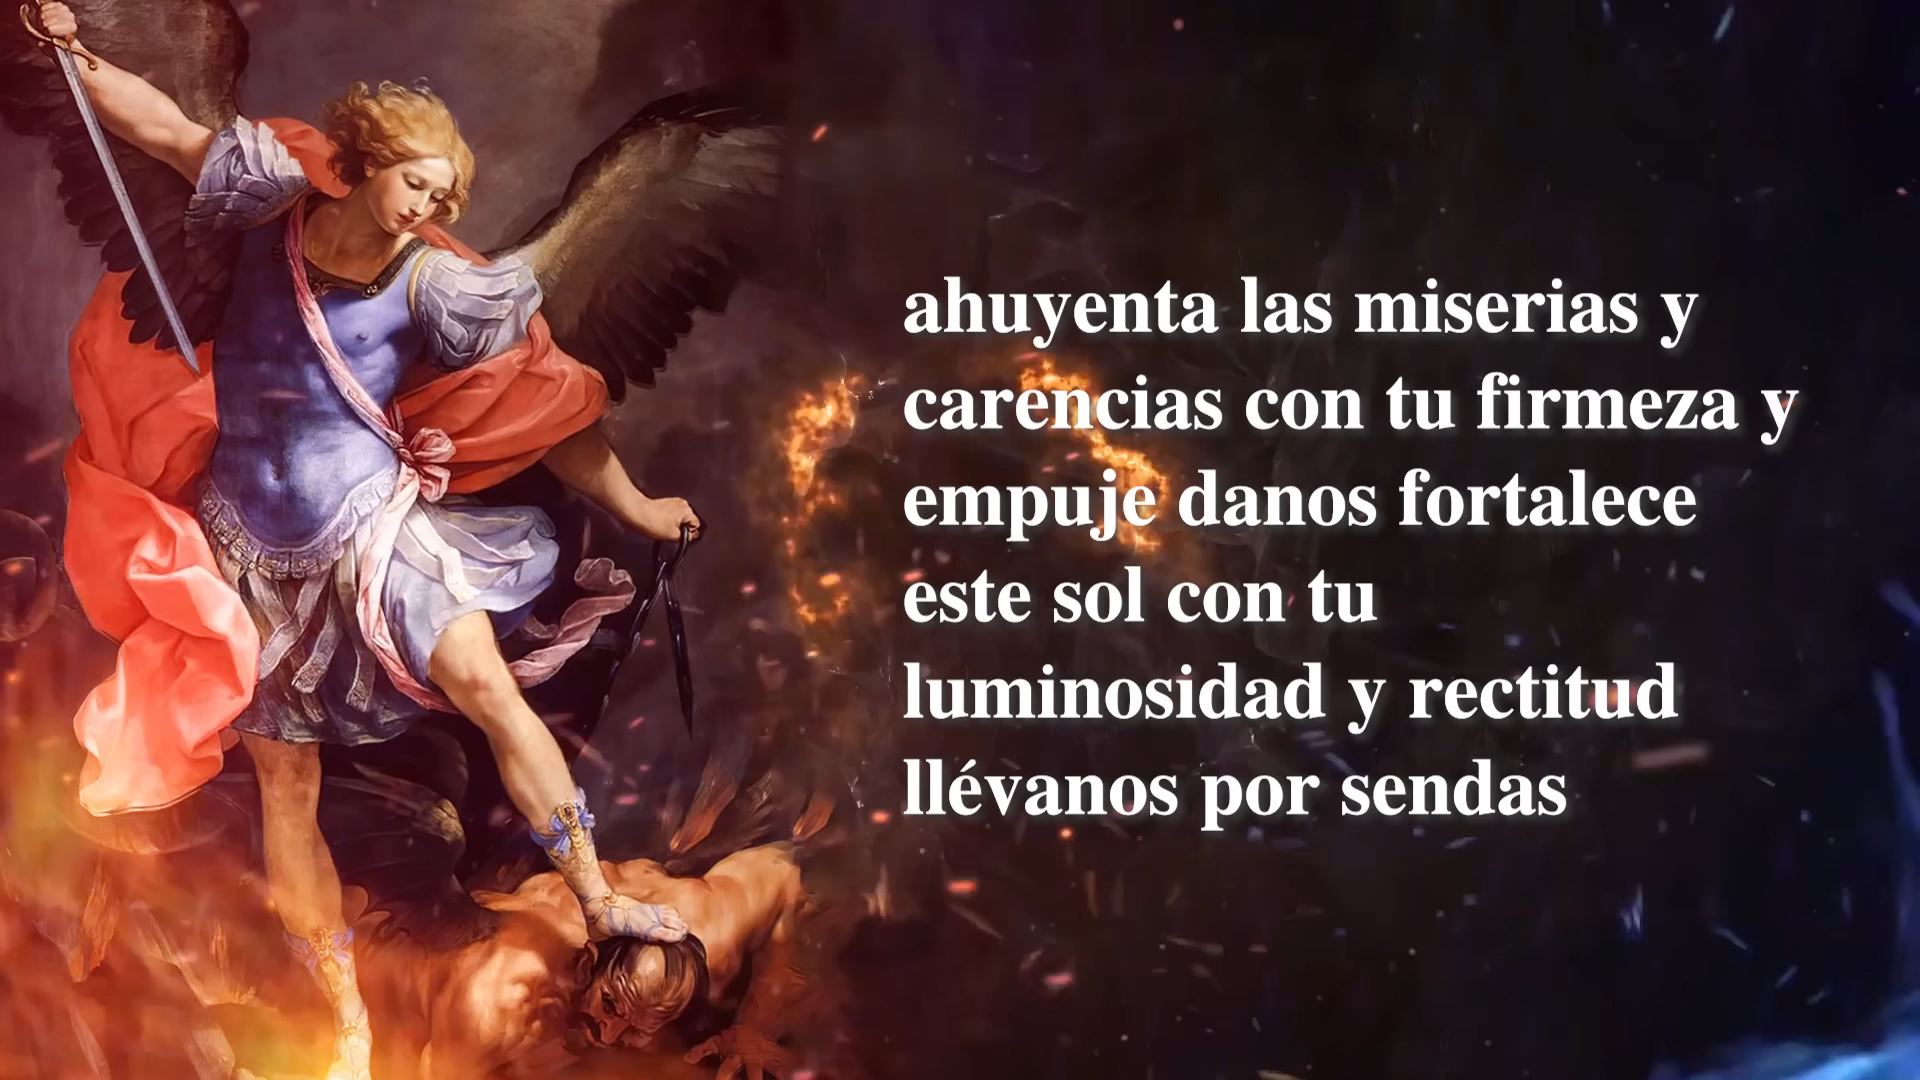 ahuyenta las miserias y
carencias con tu firmeza y
empuje danos fortalece
este sol con tu
luminosidad y rectitud
llévanos por sendas